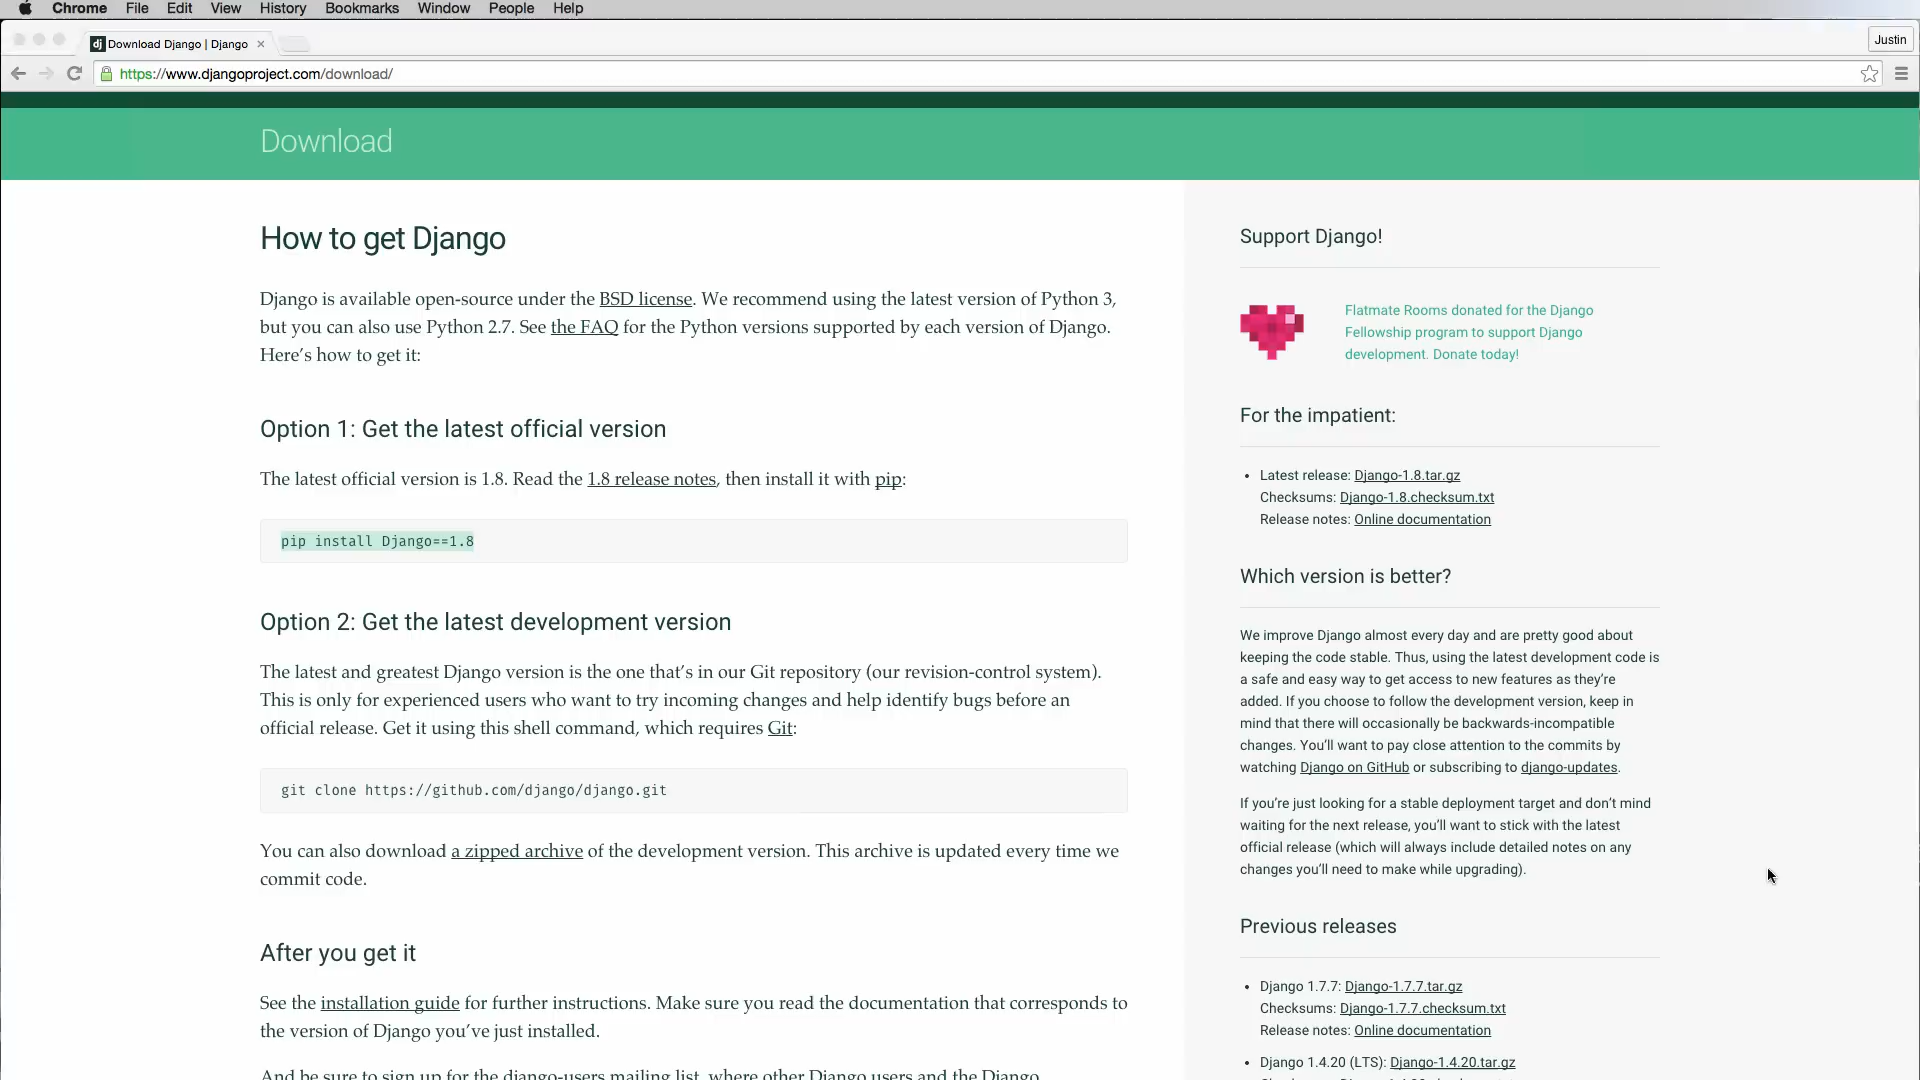 Chrome File Edit View History Bookmarks Window People Help
dj Download Django | Django ×
Justin
https://www.djangoproject.com/download/
Download
How to get Django
Django is available open-source under the BSD license. We recommend using the latest version of Python 3,
but you can also use Python 2.7. See the FAQ for the Python versions supported by each version of Django.
Here’s how to get it:
Option 1: Get the latest official version
The latest official version is 1.8. Read the 1.8 release notes, then install it with pip:
pip install Django==1.8
Option 2: Get the latest development version
The latest and greatest Django version is the one that’s in our Git repository (our revision-control system).
This is only for experienced users who want to try incoming changes and help identify bugs before an
official release. Get it using this shell command, which requires Git:
git clone https://github.com/django/django.git
You can also download a zipped archive of the development version. This archive is updated every time we
commit code.
After you get it
See the installation guide for further instructions. Make sure you read the documentation that corresponds to
the version of Django you’ve just installed.
And be sure to sign up for the django-users mailing list, where other Django users and the Django
Support Django!
Flatmate Rooms donated for the Django
Fellowship program to support Django
development. Donate today!
For the impatient:
• Latest release: Django-1.8.tar.gz
Checksums: Django-1.8.checksum.txt
Release notes: Online documentation
Which version is better?
We improve Django almost every day and are pretty good about
keeping the code stable. Thus, using the latest development code is
a safe and easy way to get access to new features as they’re
added. If you choose to follow the development version, keep in
mind that there will occasionally be backwards-incompatible
changes. You’ll want to pay close attention to the commits by
watching Django on GitHub or subscribing to django-updates.
If you’re just looking for a stable deployment target and don’t mind
waiting for the next release, you’ll want to stick with the latest
official release (which will always include detailed notes on any
changes you’ll need to make while upgrading).
Previous releases
• Django 1.7.7: Django-1.7.7.tar.gz
Checksums: Django-1.7.7.checksum.txt
Release notes: Online documentation
• Django 1.4.20 (LTS): Django-1.4.20.tar.gz